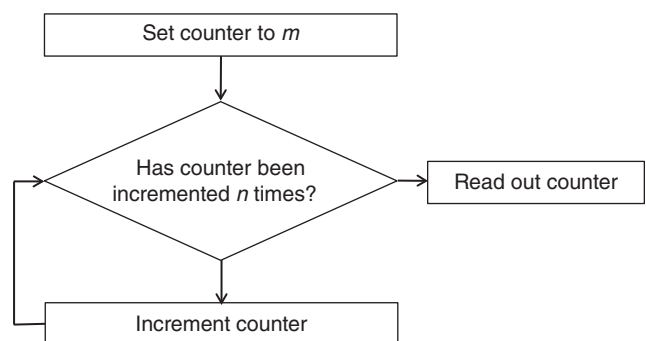 Set counter to m
Has counter been
incremented n times?
Read out counter
Increment counter